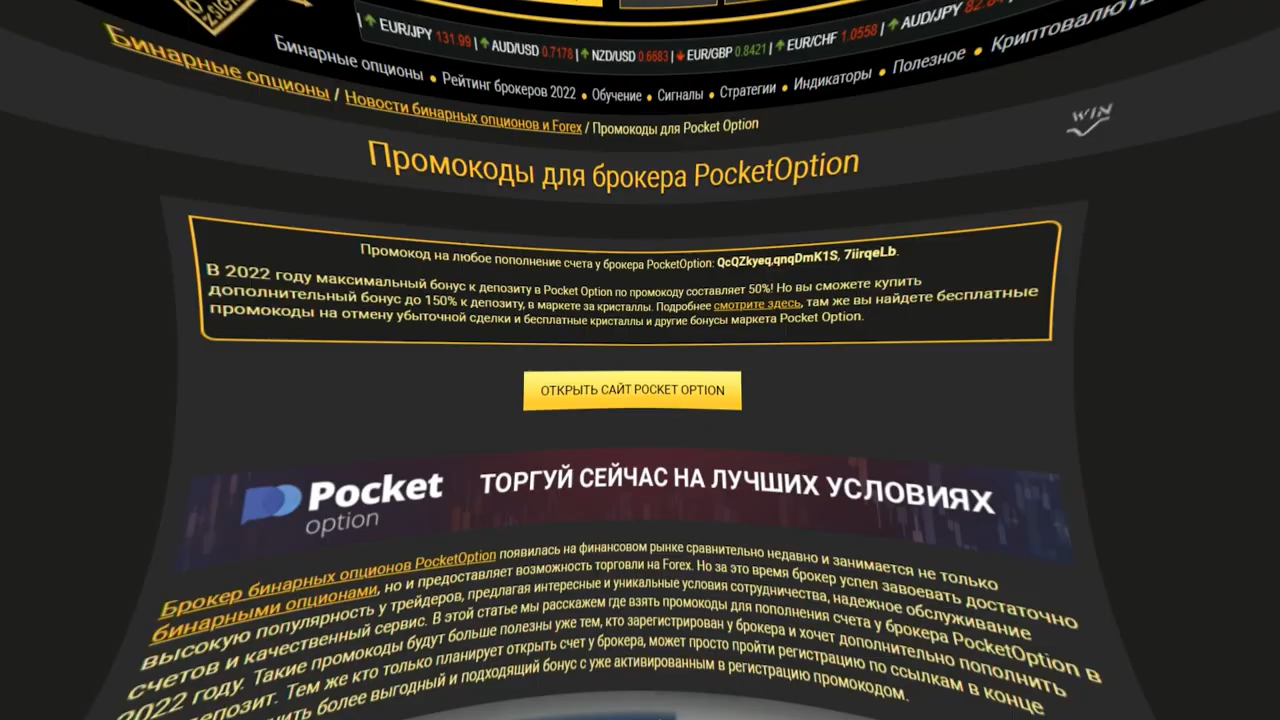 EUR/JPY 131.99 | AUD/USD 0.7178 | NZD/USD 0.6683 | EUR/GBP 0.8421 | EUR/CHF 1.0558 | AUD/JPY
Бинарные опционы • Рейтинг брокеров 2022 • Обучение • Сигналы • Стратегии • Индикаторы • Полезное • Криптовалюты
Бинарные опционы / Новости бинарных опционов и Forex / Промокоды для Pocket Option
WIN
Промокоды для брокера PocketOption
Промокод на любое пополнение счета у брокера PocketOption: QcQZkyeq,qnqDmK1S, 7iirqeLb.
В 2022 году максимальный бонус к депозиту в Pocket Option по промокоду составляет 50%! Но вы сможете купить
дополнительный бонус до 150% к депозиту, в маркете за кристаллы. Подробнее смотрите здесь, там же вы найдете бесплатные
промокоды на отмену убыточной сделки и бесплатные кристаллы и другие бонусы маркета Pocket Option.
ОТКРЫТЬ САЙТ POCKET OPTION
Pocket option
ТОРГУЙ СЕЙЧАС НА ЛУЧШИХ УСЛОВИЯХ
Брокер бинарных опционов PocketOption появилась на финансовом рынке сравнительно недавно и занимается не только
бинарными опционами, но и предоставляет возможность торговли на Forex. Но за это время брокер успел завоевать достаточно
высокую популярность у трейдеров, предлагая интересные и уникальные условия сотрудничества, надежное обслуживание
счетов и качественный сервис. В этой статье мы расскажем где взять промокоды для пополнения счета у брокера PocketOption в
2022 году. Такие промокоды будут больше полезны уже тем, кто зарегистрирован у брокера и хочет дополнительно пополнить
депозит. Тем же кто только планирует открыть счет у брокера, может просто пройти регистрацию по ссылкам в конце
более выгодный и подходящий бонус с уже активированным в регистрацию промокодом.